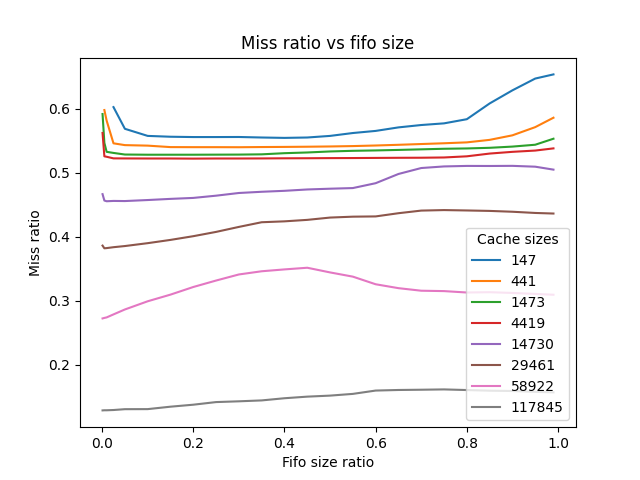 Miss ratio vs fifo size
Miss ratio
0.6
0.5
0.4
0.3
0.2
Cache sizes
147
441
1473
4419
14730
29461
58922
117845
0.0 0.2 0.4 0.6 0.8 1.0
Fifo size ratio